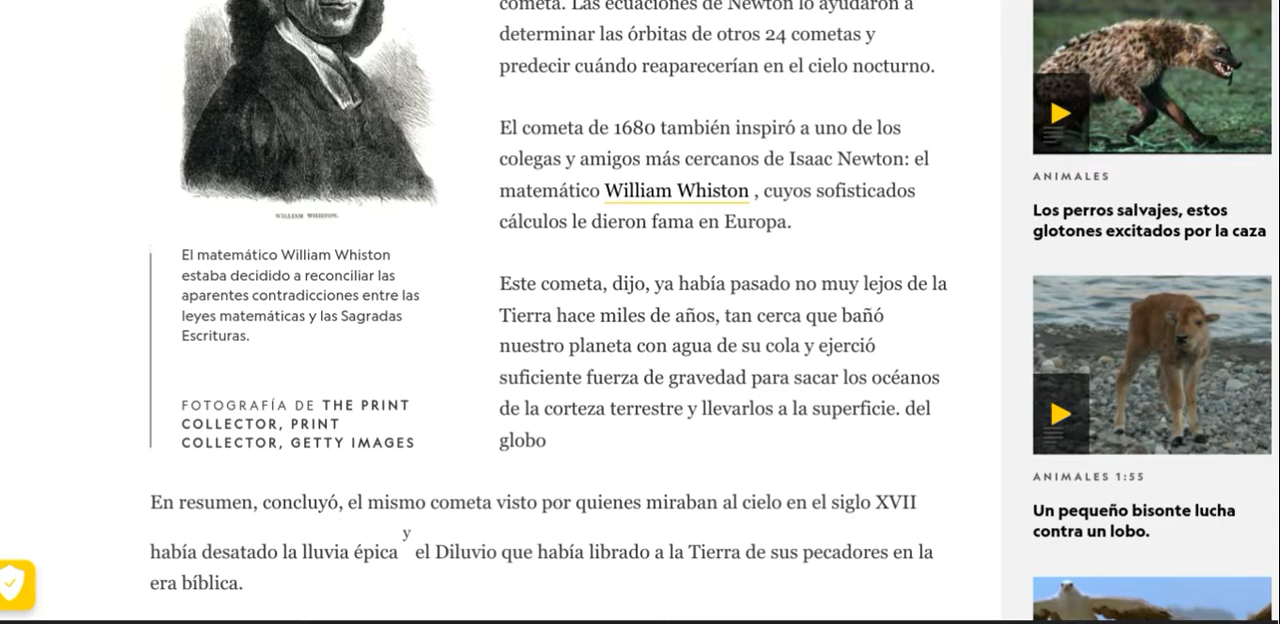 WILLIAM WHISTON.
El matemático William Whiston
estaba decidido a reconciliar las
aparentes contradicciones entre las
leyes matemáticas y las Sagradas
Escrituras.
FOTOGRAFÍA DE THE PRINT
COLLECTOR, PRINT
COLLECTOR, GETTY IMAGES
cometa. Las ecuaciones de Newton lo ayudaron a
determinar las órbitas de otros 24 cometas y
predecir cuándo reaparecerían en el cielo nocturno.
El cometa de 1680 también inspiró a uno de los
colegas y amigos más cercanos de Isaac Newton: el
matemático William Whiston , cuyos sofisticados
cálculos le dieron fama en Europa.
Este cometa, dijo, ya había pasado no muy lejos de la
Tierra hace miles de años, tan cerca que bañó
nuestro planeta con agua de su cola y ejerció
suficiente fuerza de gravedad para sacar los océanos
de la corteza terrestre y llevarlos a la superficie. del
globo
En resumen, concluyó, el mismo cometa visto por quienes miraban al cielo en el siglo XVII
había desatado la lluvia épica y el Diluvio que había librado a la Tierra de sus pecadores en la
era bíblica.
ANIMALES
Los perros salvajes, estos
glotones excitados por la caza
ANIMALES 1:55
Un pequeño bisonte lucha
contra un lobo.